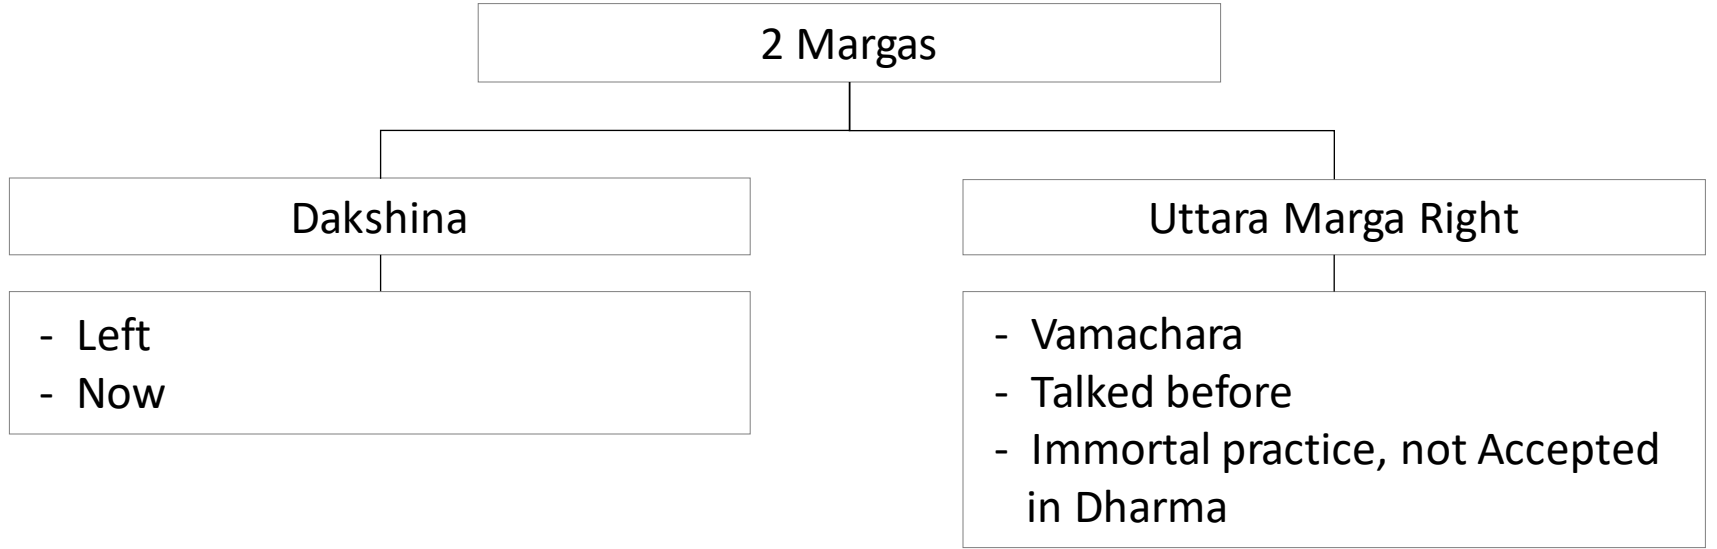 2 Margas
Dakshina
- Left
- Now
Uttara Marga Right
- Vamachara
- Talked before
- Immortal practice, not Accepted
in Dharma